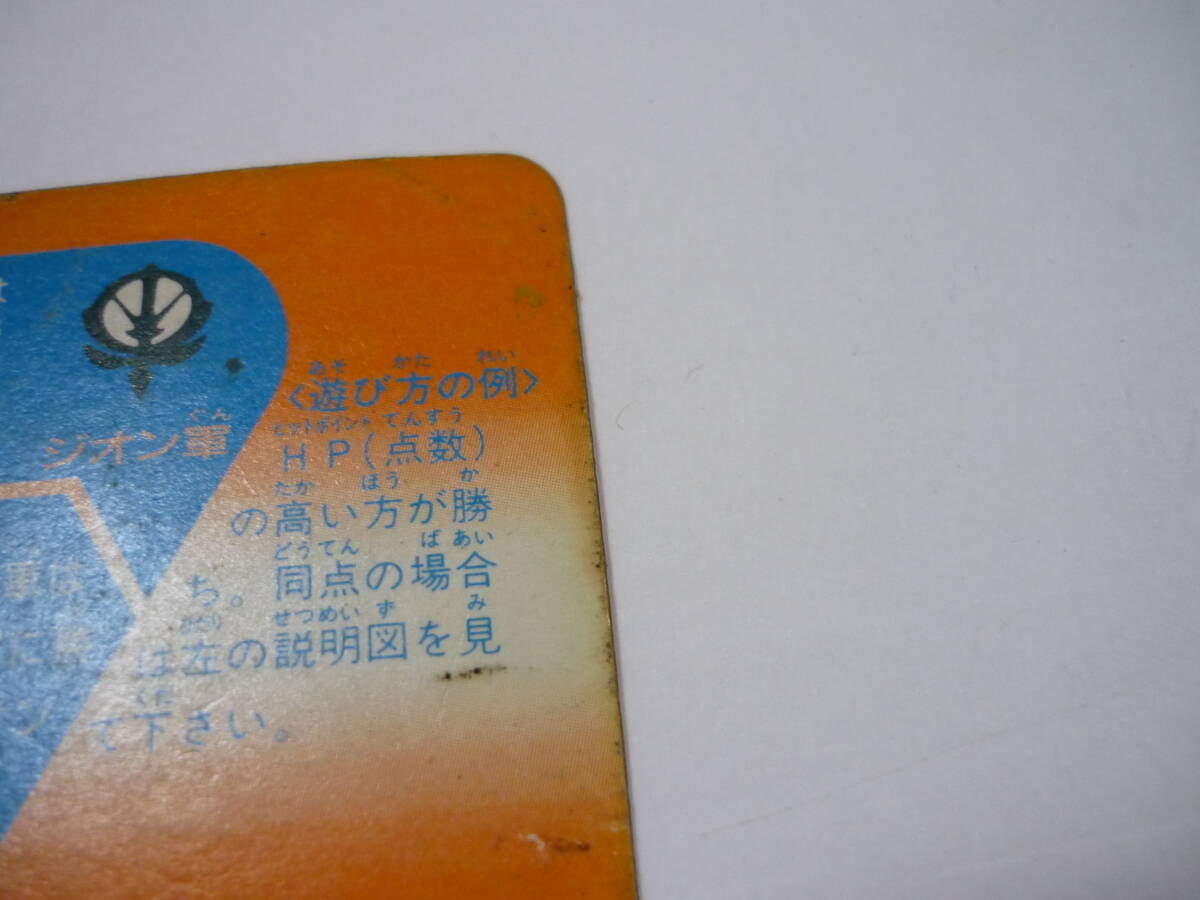 <遊び方の例>
HP(点数)
の高い方が勝
ち。同点の場合
は左の説明図を見
て下さい。
ジオン軍